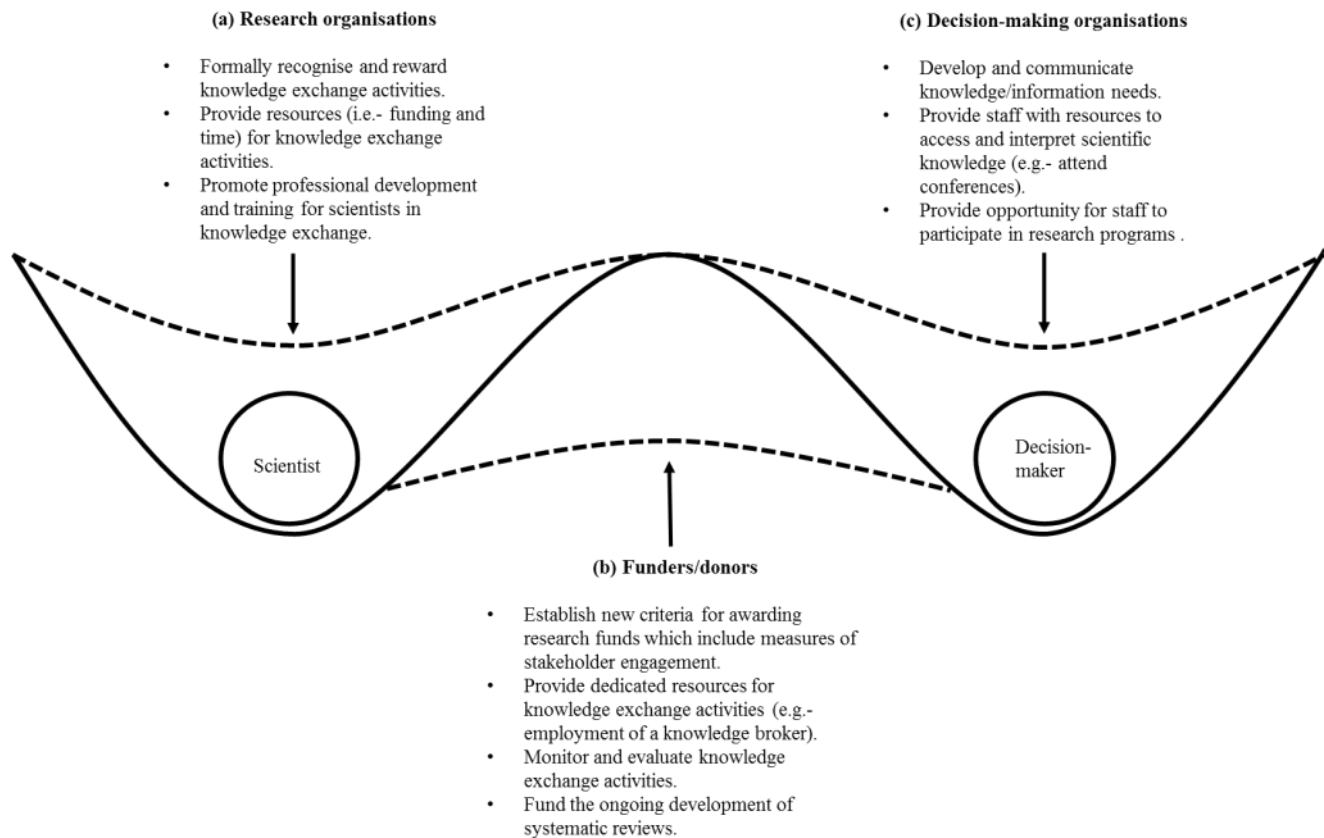 (a) Research organisations
• Formally recognise and reward
knowledge exchange activities.
• Provide resources (i.e.- funding and
time) for knowledge exchange
activities.
• Promote professional development
and training for scientists in
knowledge exchange.
(c) Decision-making organisations
• Develop and communicate
knowledge/information needs.
• Provide staff with resources to
access and interpret scientific
knowledge (e.g.- attend
conferences).
• Provide opportunity for staff to
participate in research programs .
Scientist
Decision-
maker
(b) Funders/donors
• Establish new criteria for awarding
research funds which include measures of
stakeholder engagement.
• Provide dedicated resources for
knowledge exchange activities (e.g.-
employment of a knowledge broker).
• Monitor and evaluate knowledge
exchange activities.
• Fund the ongoing development of
systematic reviews.